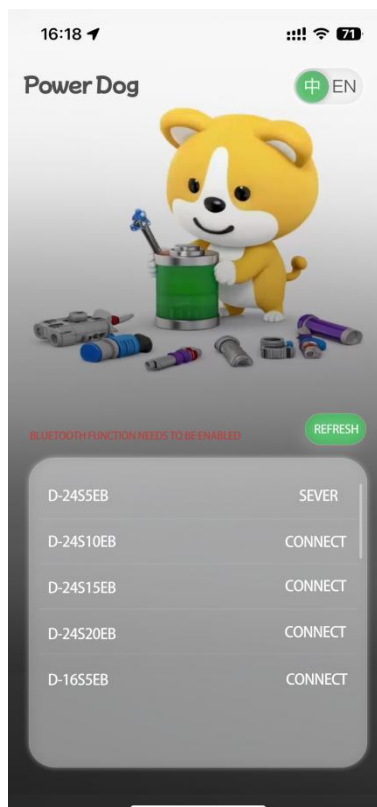 16:18
71
Power Dog
中 EN
BLUETOOTH FUNCTION NEEDS TO BE ENABLED
REFRESH
D-24S5EB SEVER
D-24S10EB CONNECT
D-24S15EB CONNECT
D-24S20EB CONNECT
D-16S5EB CONNECT